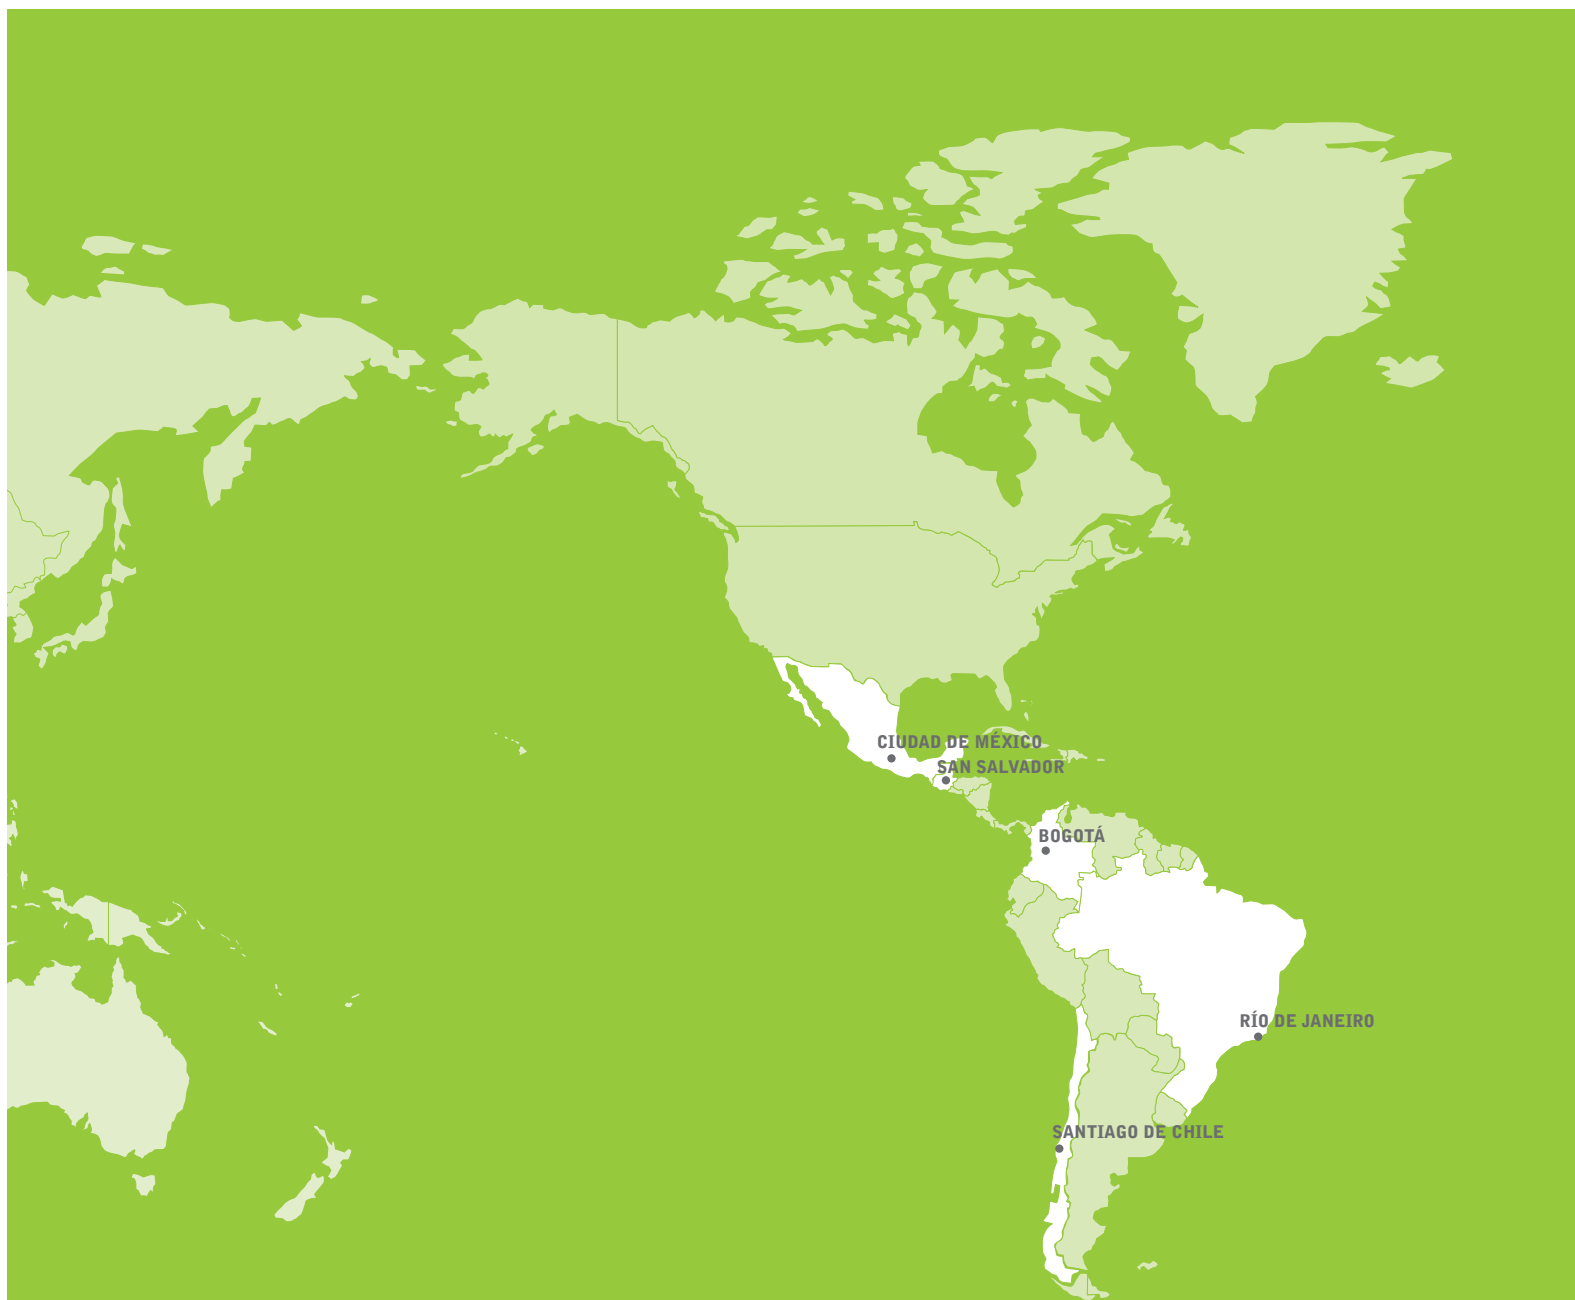 CIUDAD DE MÉXICO
SAN SALVADOR
BOGOTÁ
RÍO DE JANEIRO
SANTIAGO DE CHILE